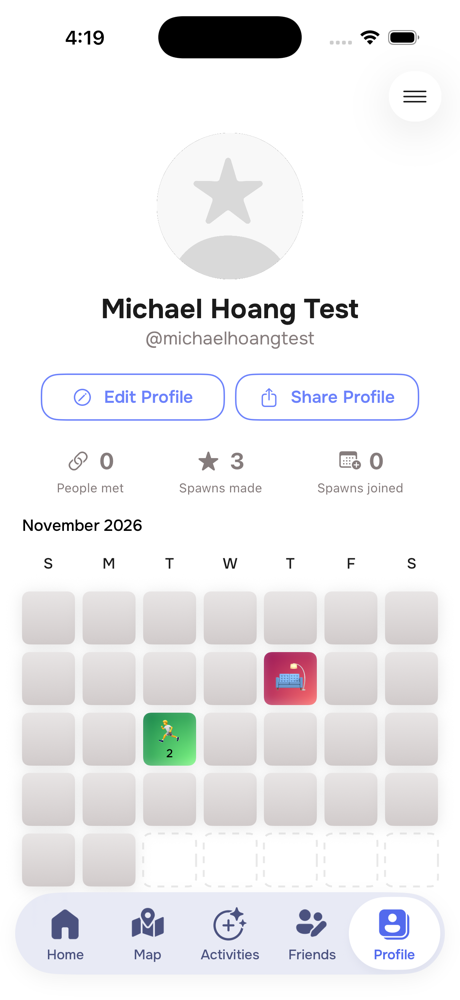 4:19
Michael Hoang Test
@michaelhoangtest
Edit Profile
Share Profile
0
3
0
People met
Spawns made
Spawns joined
November 2026
S M T W T F S
2
Home
Map
Activities
Friends
Profile